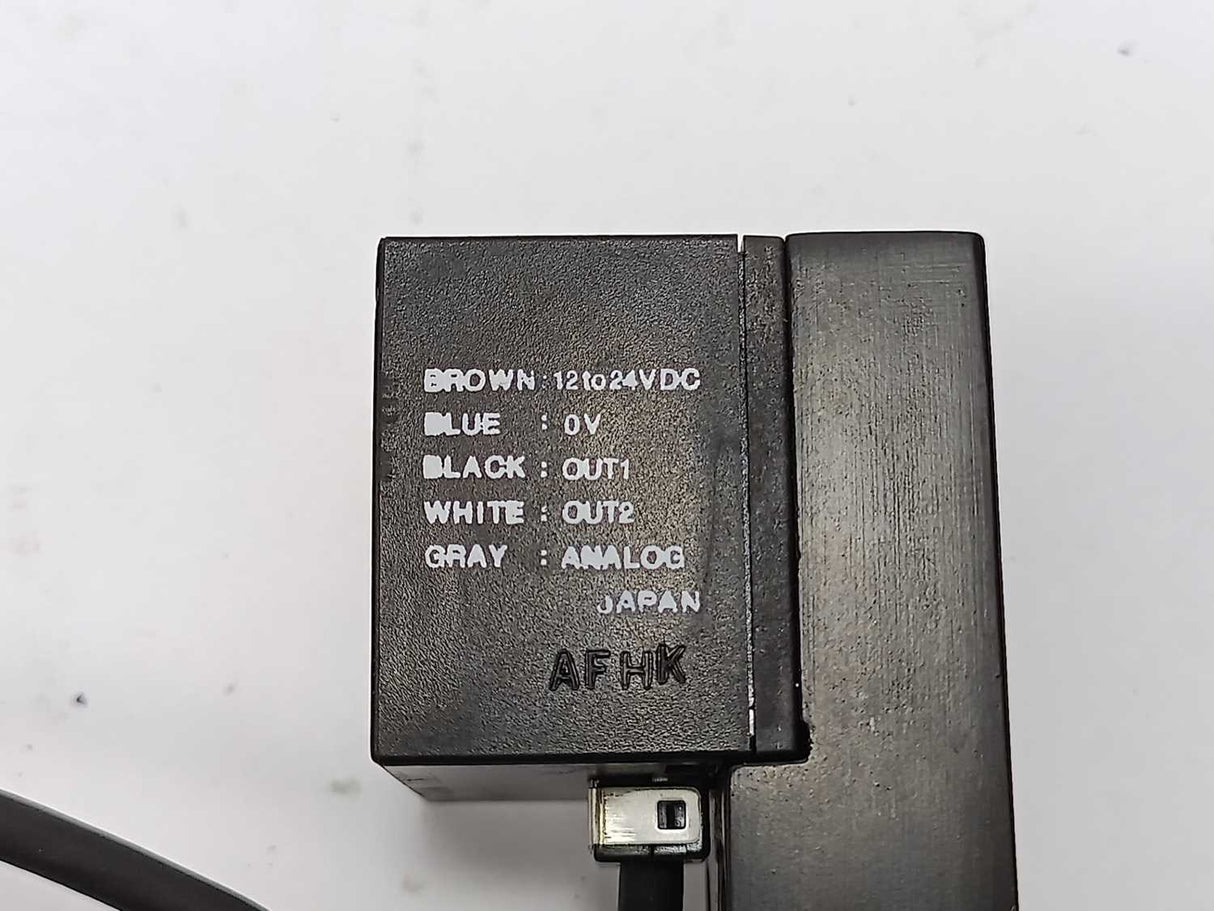 BROWN: 12to24VDC
BLUE : 0V
BLACK : OUT1
WHITE : OUT2
GRAY : ANALOG
JAPAN
AFHK